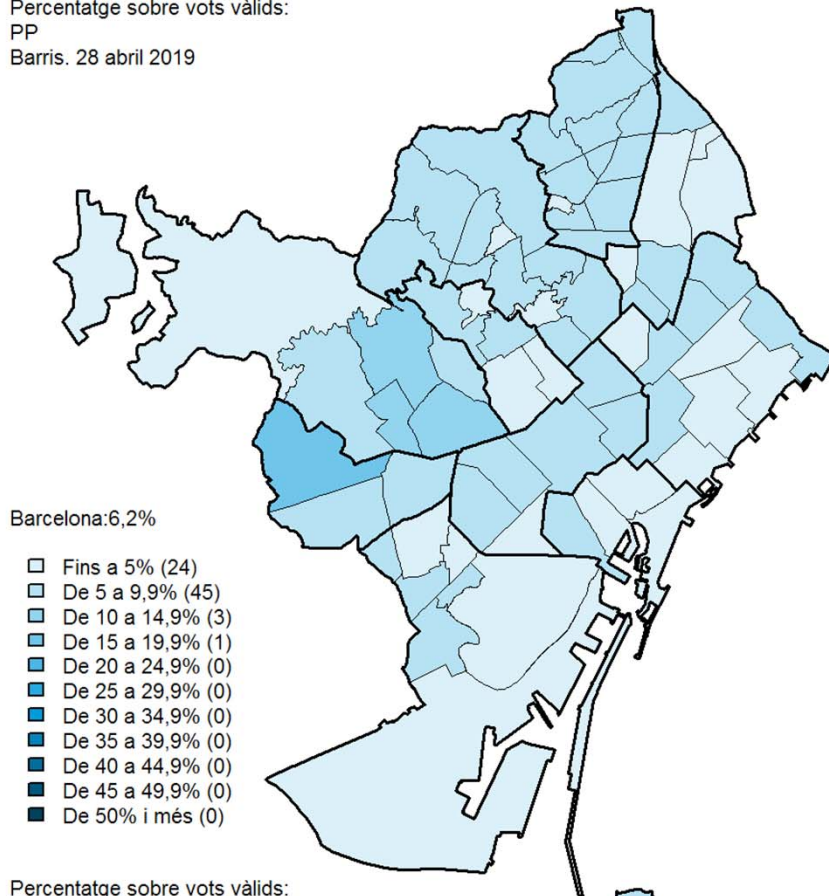 Percentatge sobre vots vàlids:
PP
Barris. 28 abril 2019
Barcelona:6,2%
Fins a 5% (24)
De 5 a 9,9% (45)
De 10 a 14,9% (3)
De 15 a 19,9% (1)
De 20 a 24,9% (0)
De 25 a 29,9% (0)
De 30 a 34,9% (0)
De 35 a 39,9% (0)
De 40 a 44,9% (0)
De 45 a 49,9% (0)
De 50% i més (0)
Percentatge sobre vots vàlids: